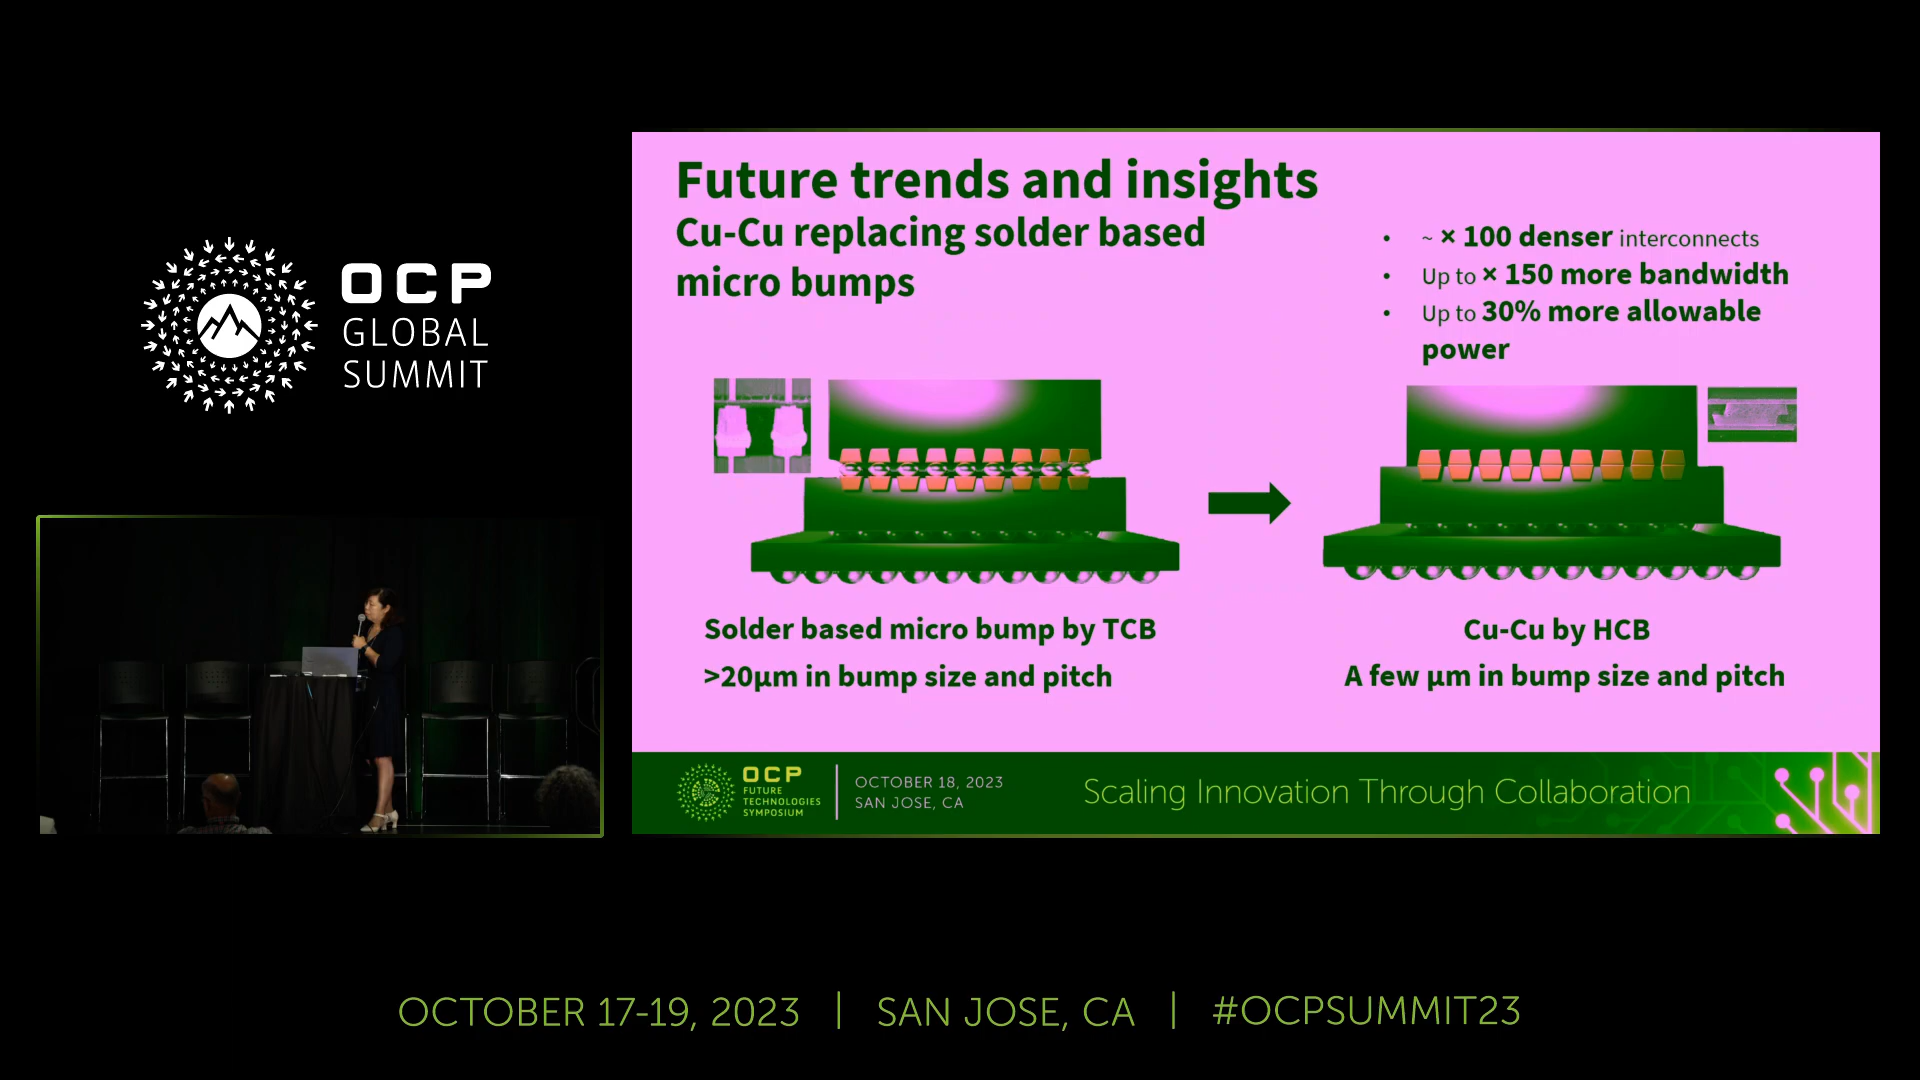 OCP
GLOBAL
SUMMIT
Future trends and insights
Cu-Cu replacing solder based
micro bumps
• ~ × 100 denser interconnects
• Up to × 150 more bandwidth
• Up to 30% more allowable
power
Solder based micro bump by TCB
>20µm in bump size and pitch
Cu-Cu by HCB
A few µm in bump size and pitch
OCP
FUTURE
TECHNOLOGIES
SYMPOSIUM
OCTOBER 18, 2023
SAN JOSE, CA
Scaling Innovation Through Collaboration
OCTOBER 17-19, 2023 | SAN JOSE, CA | #OCPSUMMIT23